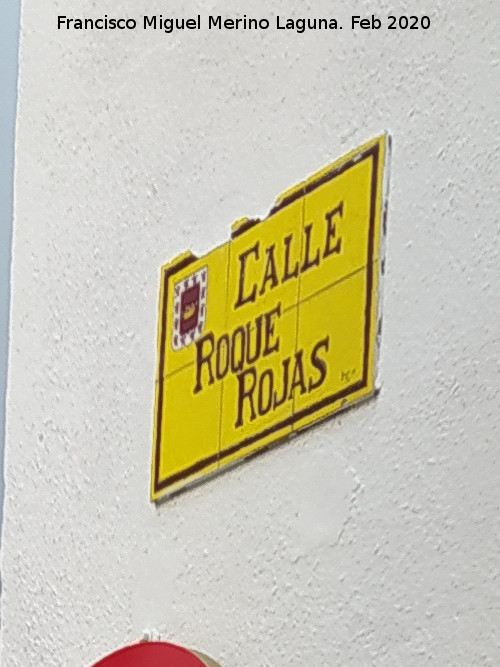 Francisco Miguel Merino Laguna. Feb 2020
CALLE
ROQUE
ROJAS